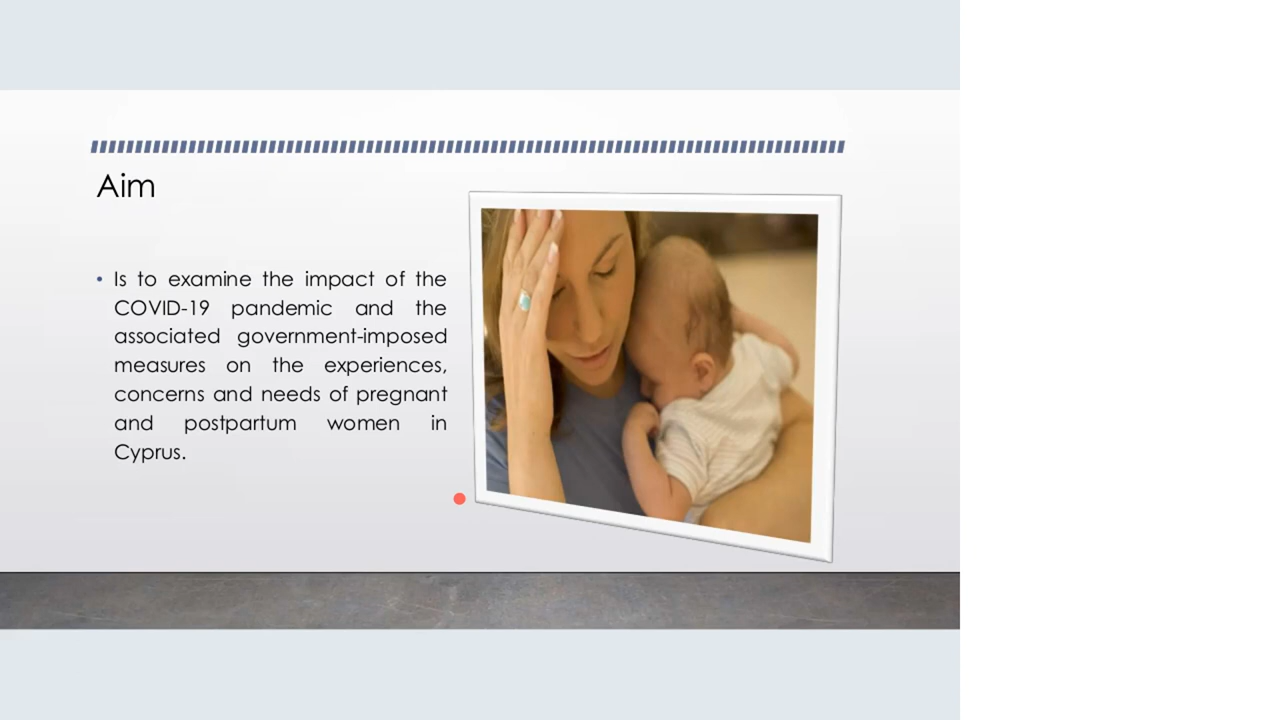 Aim
• Is to examine the impact of the
COVID-19 pandemic and the
associated government-imposed
measures on the experiences,
concerns and needs of pregnant
and postpartum women in
Cyprus.